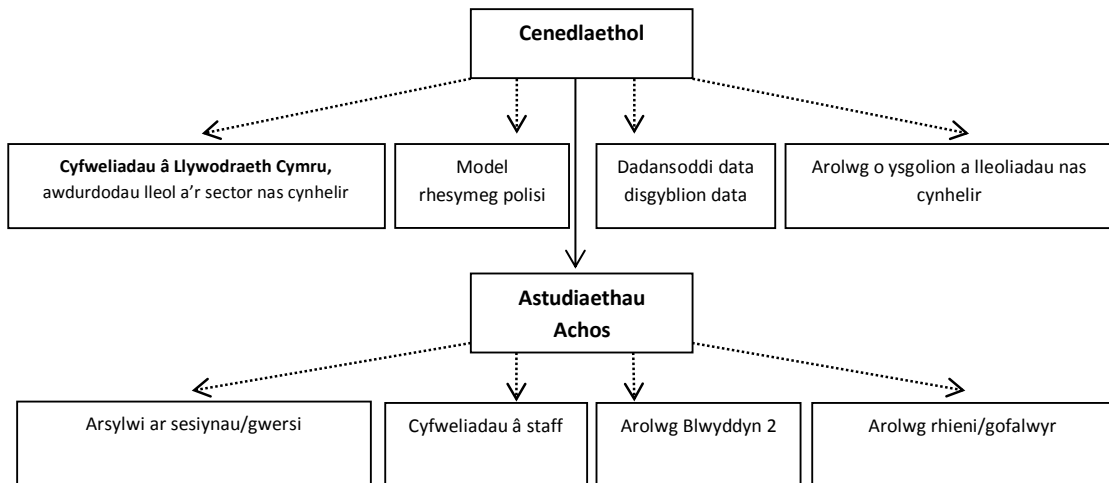 Cenedlaethol
Cyfweliadau â Llywodraeth Cymru,
awdurdodau lleol a'r sector nas cynhelir
Model
rhesymeg polisi
Dadansoddi data
disgyblion data
Arolwg o ysgolion a lleoliadau nas
cynhelir
Astudiaethau
Achos
Arsylwi ar sesiynau/gwersi
Cyfweliadau â staff
Arolwg Blwyddyn 2
Arolwg rhieni/gofalwyr